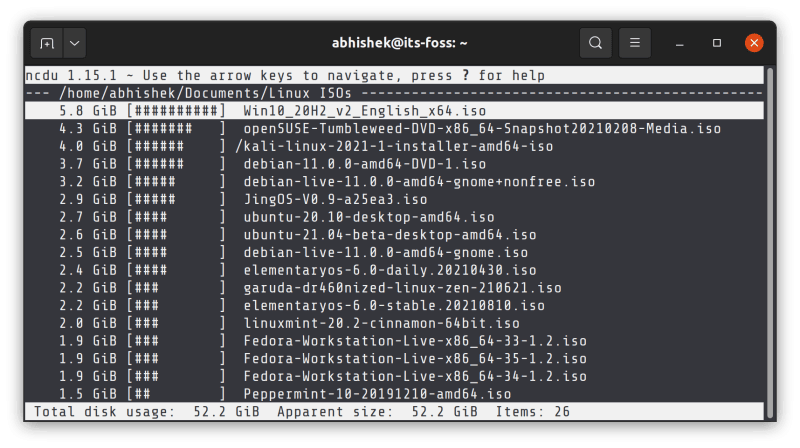 abhishek@its-foss: ~
ncdu 1.15.1 ~ Use the arrow keys to navigate, press ? for help
--- /home/abhishek/Documents/Linux ISOs ------------------------------------------------
5.8 GiB [##########]  Win10_20H2_v2_English_x64.iso
4.3 GiB [#######   ]  openSUSE-Tumbleweed-DVD-x86_64-Snapshot20210208-Media.iso
4.0 GiB [######    ] /kali-linux-2021-1-installer-amd64-iso
3.7 GiB [######    ]  debian-11.0.0-amd64-DVD-1.iso
3.2 GiB [#####     ]  debian-live-11.0.0-amd64-gnome+nonfree.iso
2.9 GiB [#####     ]  JingOS-V0.9-a25ea3.iso
2.7 GiB [####      ]  ubuntu-20.10-desktop-amd64.iso
2.6 GiB [####      ]  ubuntu-21.04-beta-desktop-amd64.iso
2.5 GiB [####      ]  debian-live-11.0.0-amd64-gnome.iso
2.4 GiB [####      ]  elementaryos-6.0-daily.20210430.iso
2.2 GiB [###       ]  garuda-dr460nized-linux-zen-210621.iso
2.2 GiB [###       ]  elementaryos-6.0-stable.20210810.iso
2.0 GiB [###       ]  linuxmint-20.2-cinnamon-64bit.iso
1.9 GiB [###       ]  Fedora-Workstation-Live-x86_64-33-1.2.iso
1.9 GiB [###       ]  Fedora-Workstation-Live-x86_64-35-1.2.iso
1.9 GiB [###       ]  Fedora-Workstation-Live-x86_64-34-1.2.iso
1.5 GiB [##        ]  Peppermint-10-20191210-amd64.iso
Total disk usage:  52.2 GiB  Apparent size:  52.2 GiB  Items: 26